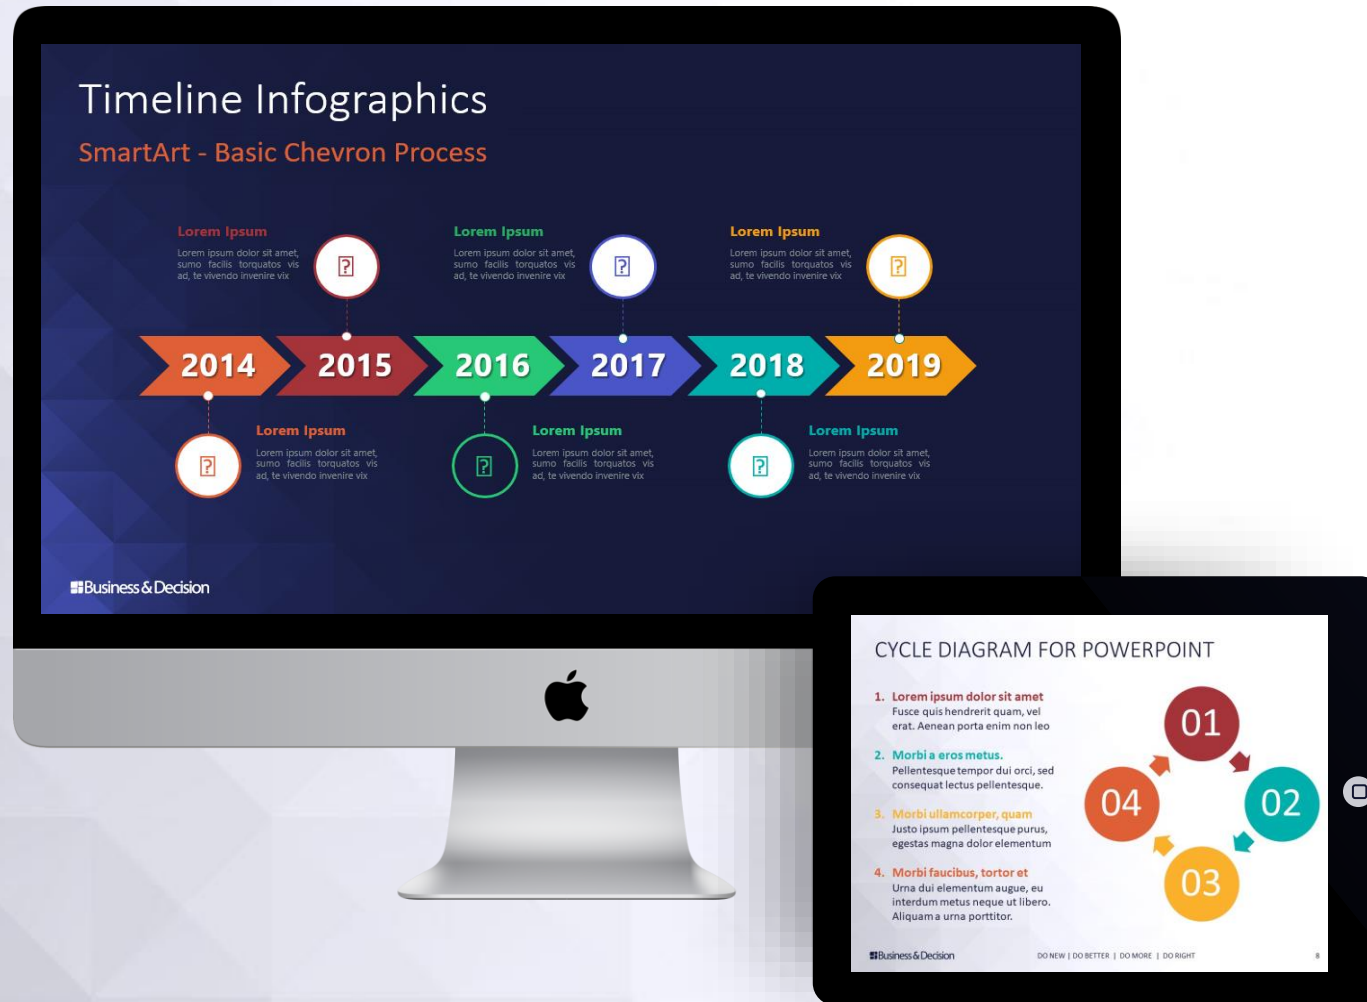 Timeline Infographics
SmartArt - Basic Chevron Process
Lorem Ipsum
Lorem ipsum dolor sit amet,
sumo facilis torquatos vis
ad, te vivendo invenire vix
Lorem Ipsum
Lorem ipsum dolor sit amet,
sumo facilis torquatos vis
ad, te vivendo invenire vix
Lorem Ipsum
Lorem ipsum dolor sit amet,
sumo facilis torquatos vis
ad, te vivendo invenire vix
2014 2015 2016 2017 2018 2019
Lorem Ipsum
Lorem ipsum dolor sit amet,
sumo facilis torquatos vis
ad, te vivendo invenire vix
Lorem Ipsum
Lorem ipsum dolor sit amet,
sumo facilis torquatos vis
ad, te vivendo invenire vix
Lorem Ipsum
Lorem ipsum dolor sit amet,
sumo facilis torquatos vis
ad, te vivendo invenire vix
Business & Decision
CYCLE DIAGRAM FOR POWERPOINT
1. Lorem ipsum dolor sit amet
Fusce quis hendrerit quam, vel
erat. Aenean porta enim non leo
2. Morbi a eros metus.
Pellentesque tempor dui orci, sed
consequat lectus pellentesque.
3. Morbi ullamcorper, quam
Justo ipsum pellentesque purus,
egestas magna dolor elementum
4. Morbi faucibus, tortor et
Urna dui elementum augue, eu
interdum metus neque ut libero.
Aliquam a urna porttitor.
01
02
03
04
Business & Decision
DO NEW | DO BETTER | DO MORE | DO RIGHT
8